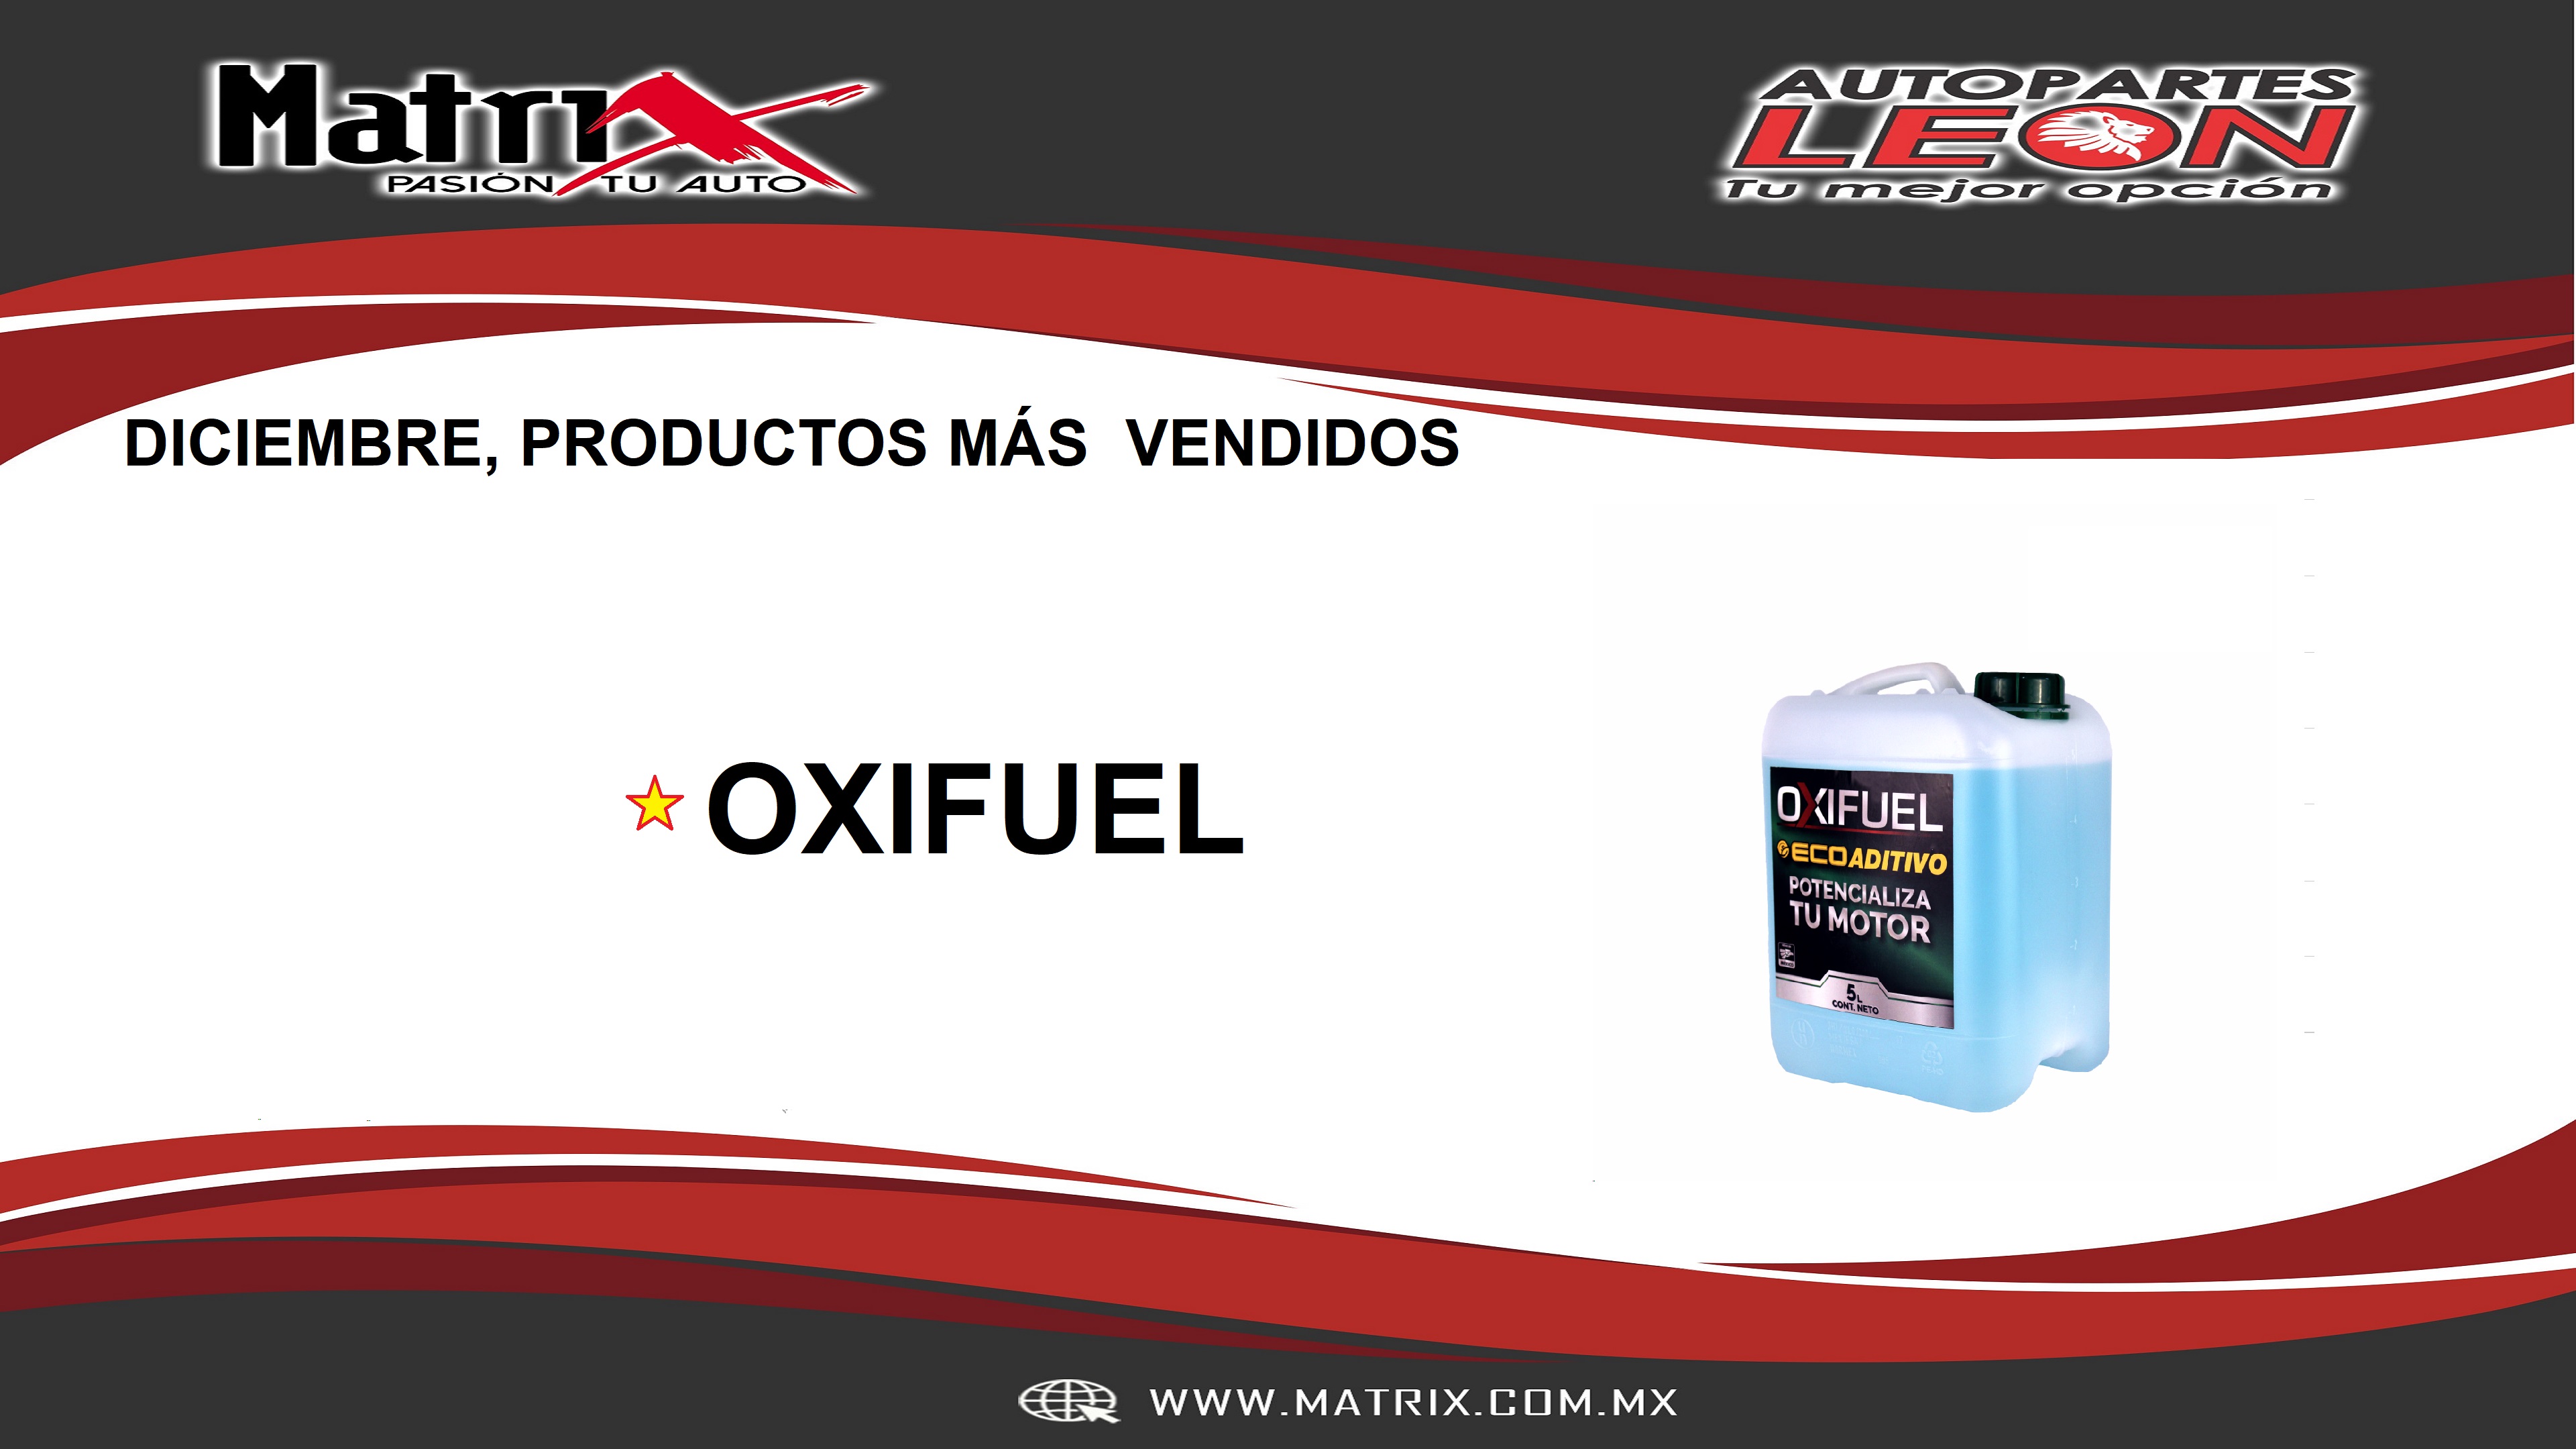 Matrix
PASIÓN X TU AUTO
AUTOPARTES
LEON
Tu mejor opción
DICIEMBRE, PRODUCTOS MÁS VENDIDOS
OXIFUEL
OXIFUEL
ECOADITIVO
POTENCIALIZA
TU MOTOR
5L
CONT. NETO
WWW.MATRIX.COM.MX